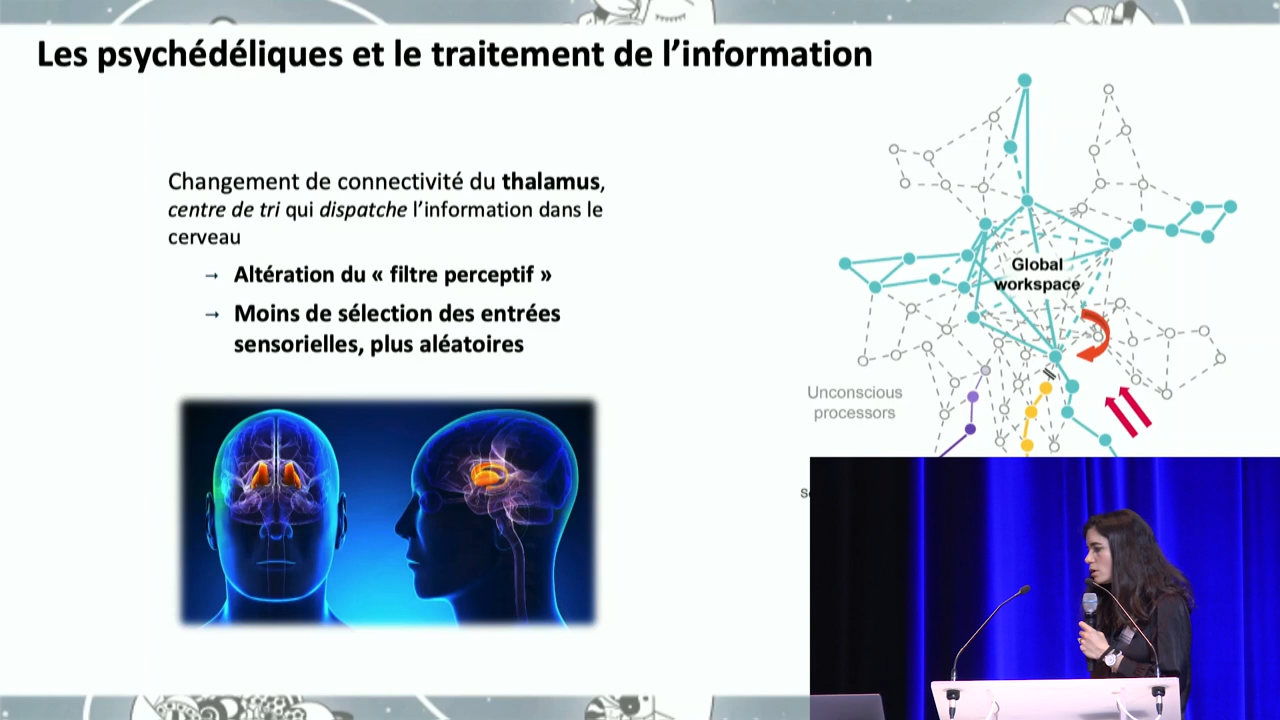 Les psychédéliques et le traitement de l’information
Changement de connectivité du thalamus,
centre de tri qui dispatche l’information dans le
cerveau
→ Altération du « filtre perceptif »
→ Moins de sélection des entrées
sensorielles, plus aléatoires
Global
workspace
Unconscious
processors